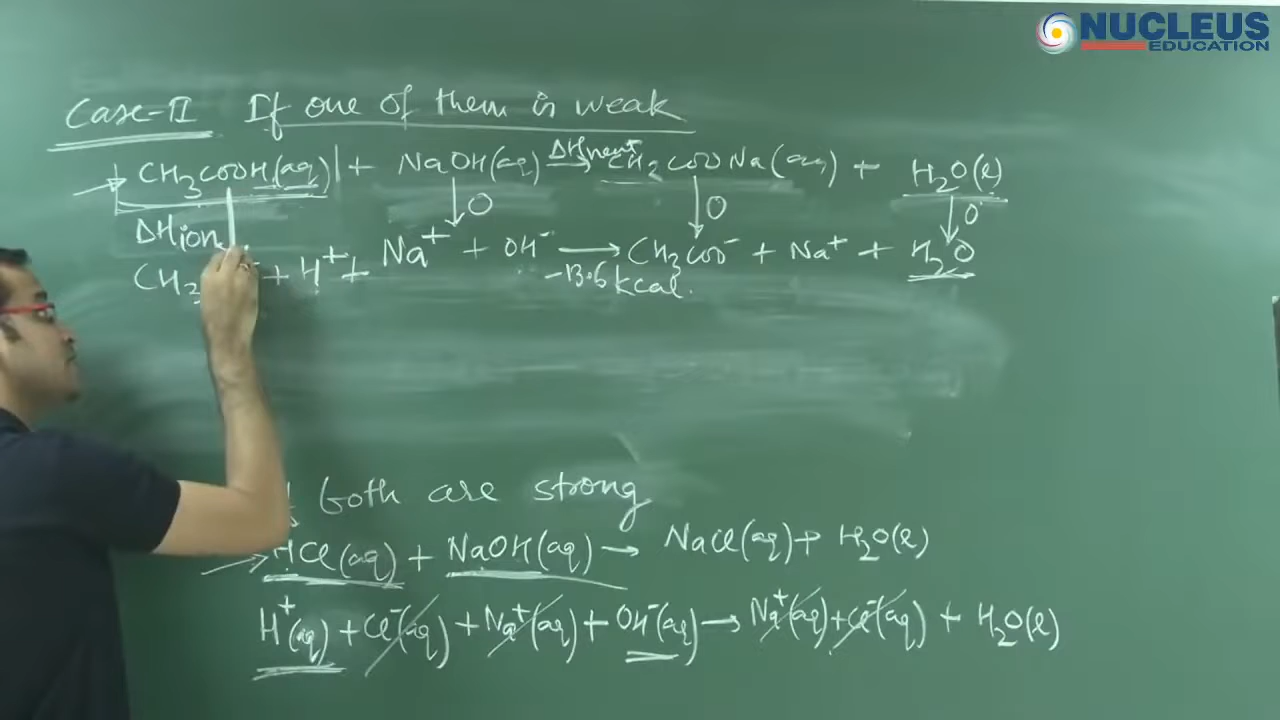 NUCLEUS
EDUCATION
Case-II If one of them is weak
CH3COOH(aq) + NaOH(aq) ΔHneut → CH3COONa(aq) + H2O(l)
ΔHion ↓ ↓0 ↓0 ↓0
CH3 - + H+ + Na+ + OH- → CH3COO- + Na+ + H2O
-13.6 kcal.
both are strong
→ HCl(aq) + NaOH(aq) → NaCl(aq) + H2O(l)
H+(aq) + Cl-(aq) + Na+(aq) + OH-(aq) → Na+(aq) + Cl-(aq) + H2O(l)